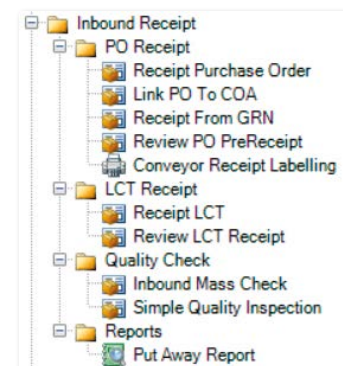 Inbound Receipt
PO Receipt
Receipt Purchase Order
Link PO To COA
Receipt From GRN
Review PO PreReceipt
Conveyor Receipt Labelling
LCT Receipt
Receipt LCT
Review LCT Receipt
Quality Check
Inbound Mass Check
Simple Quality Inspection
Reports
Put Away Report